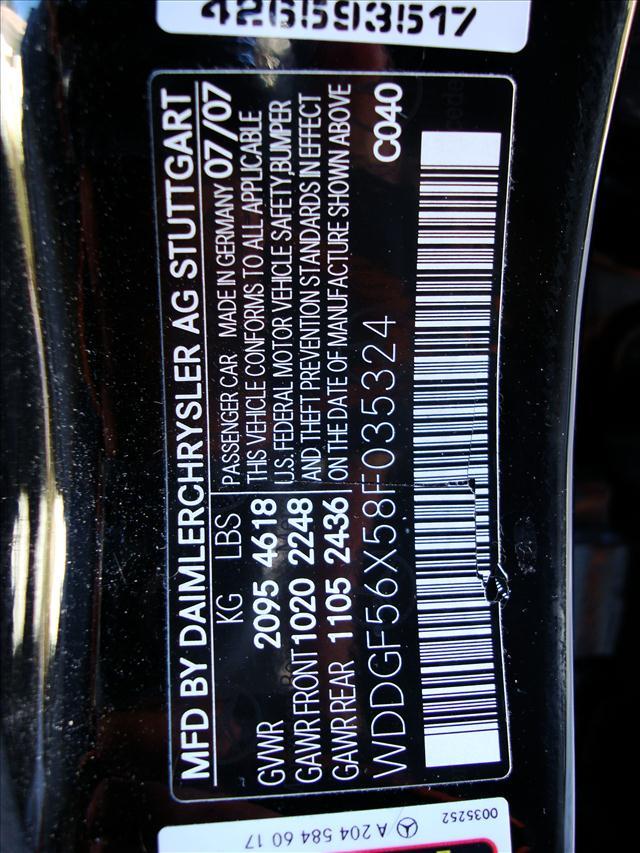 426593517
MFD BY DAIMLERCHRYSLER AG STUTTGART
KG LBS PASSENGER CAR MADE IN GERMANY 07/07
GVWR 2095 4618 THIS VEHICLE CONFORMS TO ALL APPLICABLE
U.S. FEDERAL MOTOR VEHICLE SAFETY,BUMPER
GAWR FRONT 1020 2248 AND THEFT PREVENTION STANDARDS IN EFFECT
GAWR REAR 1105 2436 ON THE DATE OF MANUFACTURE SHOWN ABOVE
WDDGF56X58F035324 C040
0035252
A 204 584 60 17